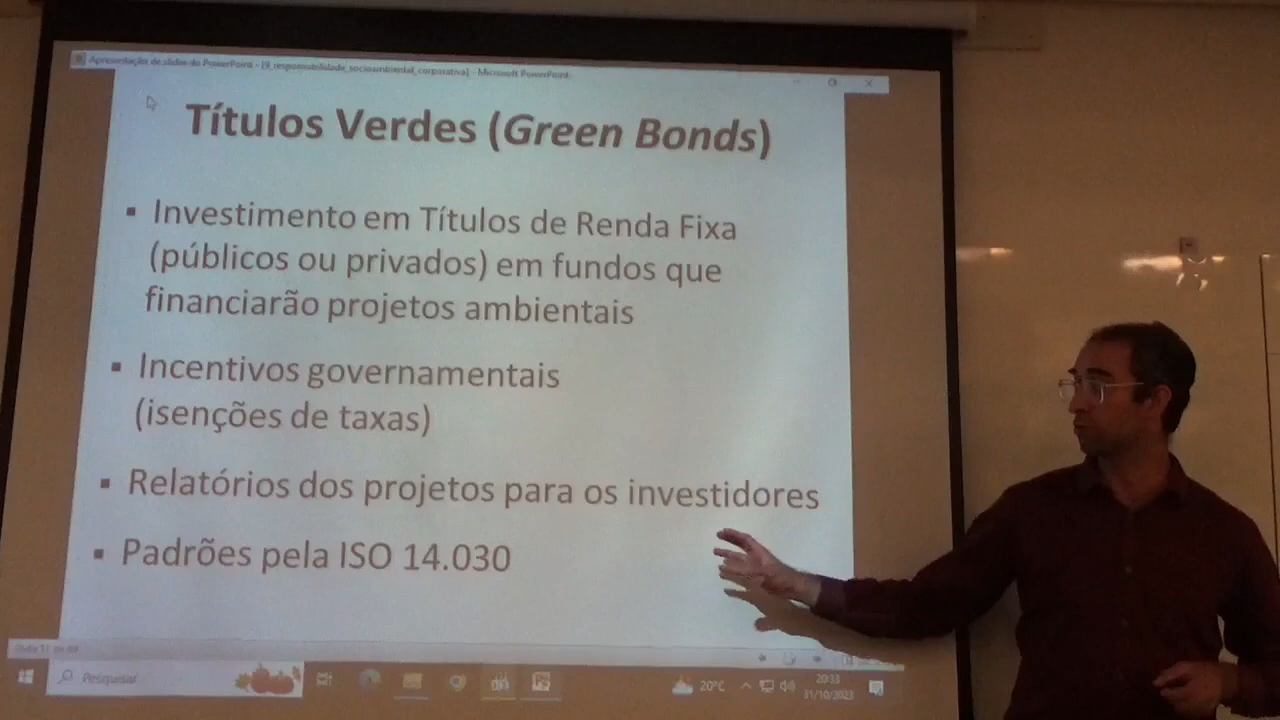 Apresentação de slides do PowerPoint - [9_responsabilidade_socioambiental_corporativa] - Microsoft PowerPoint
Títulos Verdes (Green Bonds)
▪ Investimento em Títulos de Renda Fixa
(públicos ou privados) em fundos que
financiarão projetos ambientais
▪ Incentivos governamentais
(isenções de taxas)
▪ Relatórios dos projetos para os investidores
▪ Padrões pela ISO 14.030
Pesquisar
20°C
20:33
31/10/2023